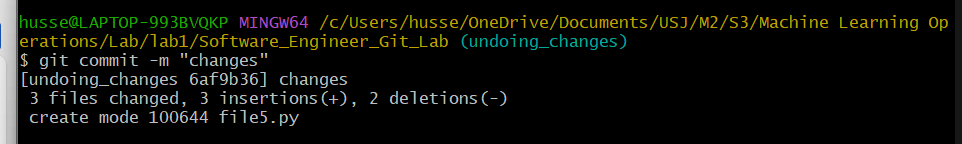 husse@LAPTOP-993BVQKP MINGW64 /c/Users/husse/OneDrive/Documents/USJ/M2/S3/Machine Learning Op
erations/Lab/lab1/Software_Engineer_Git_Lab (undoing_changes)
$ git commit -m "changes"
[undoing_changes 6af9b36] changes
 3 files changed, 3 insertions(+), 2 deletions(-)
 create mode 100644 file5.py